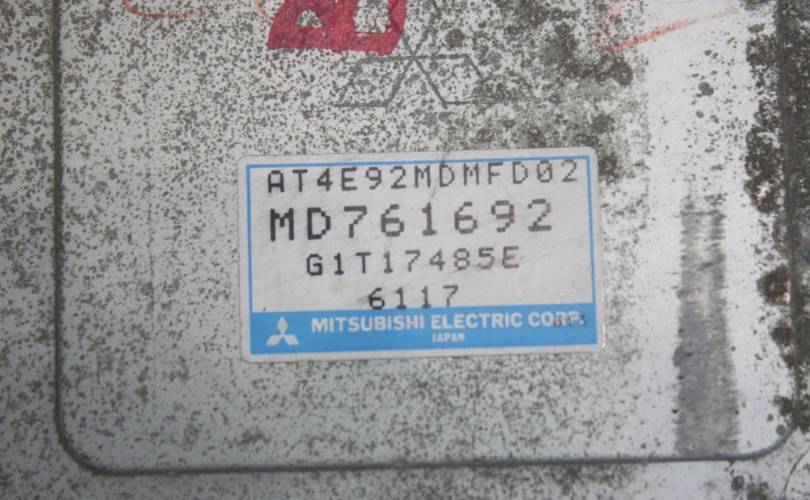 AT4E92MDMFD02
MD761692
G1T17485E
6117
MITSUBISHI ELECTRIC CORP.
JAPAN